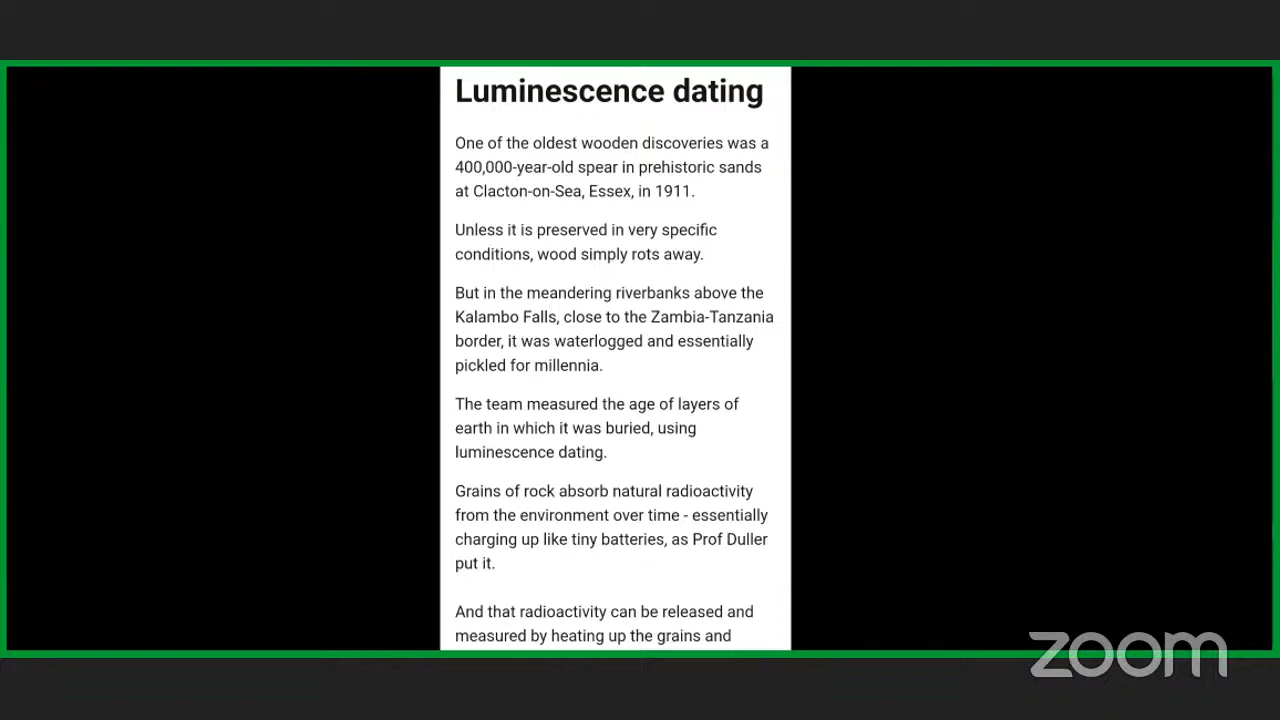 Luminescence dating
One of the oldest wooden discoveries was a
400,000-year-old spear in prehistoric sands
at Clacton-on-Sea, Essex, in 1911.
Unless it is preserved in very specific
conditions, wood simply rots away.
But in the meandering riverbanks above the
Kalambo Falls, close to the Zambia-Tanzania
border, it was waterlogged and essentially
pickled for millennia.
The team measured the age of layers of
earth in which it was buried, using
luminescence dating.
Grains of rock absorb natural radioactivity
from the environment over time - essentially
charging up like tiny batteries, as Prof Duller
put it.
And that radioactivity can be released and
measured by heating up the grains and
zoom